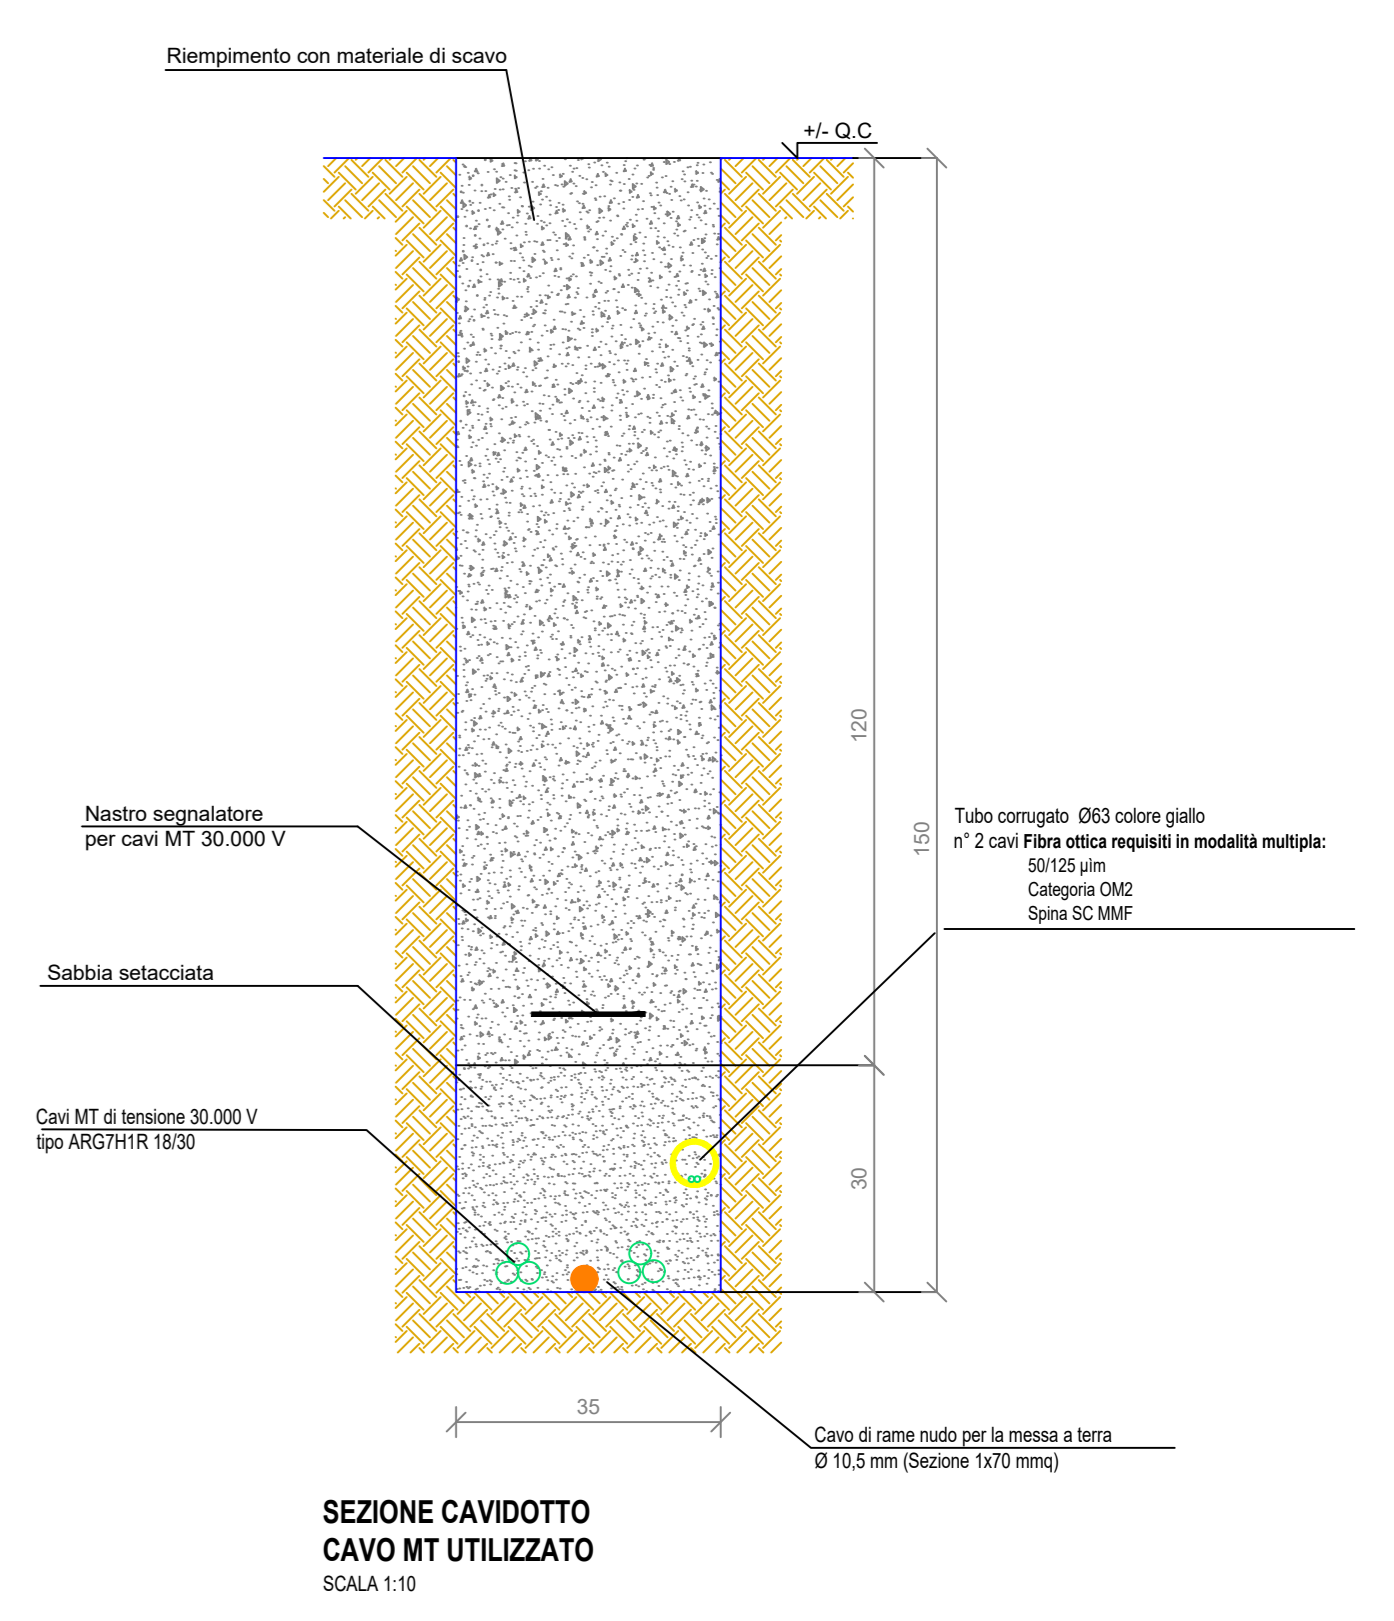 Riempimento con materiale di scavo
+/- Q.C
120
150
Nastro segnalatore
per cavi MT 30.000 V
Tubo corrugato Ø63 colore giallo
n° 2 cavi Fibra ottica requisiti in modalità multipla:
50/125 µìm
Categoria OM2
Spina SC MMF
Sabbia setacciata
Cavi MT di tensione 30.000 V
tipo ARG7H1R 18/30
30
35
Cavo di rame nudo per la messa a terra
Ø 10,5 mm (Sezione 1x70 mmq)
SEZIONE CAVIDOTTO
CAVO MT UTILIZZATO
SCALA 1:10